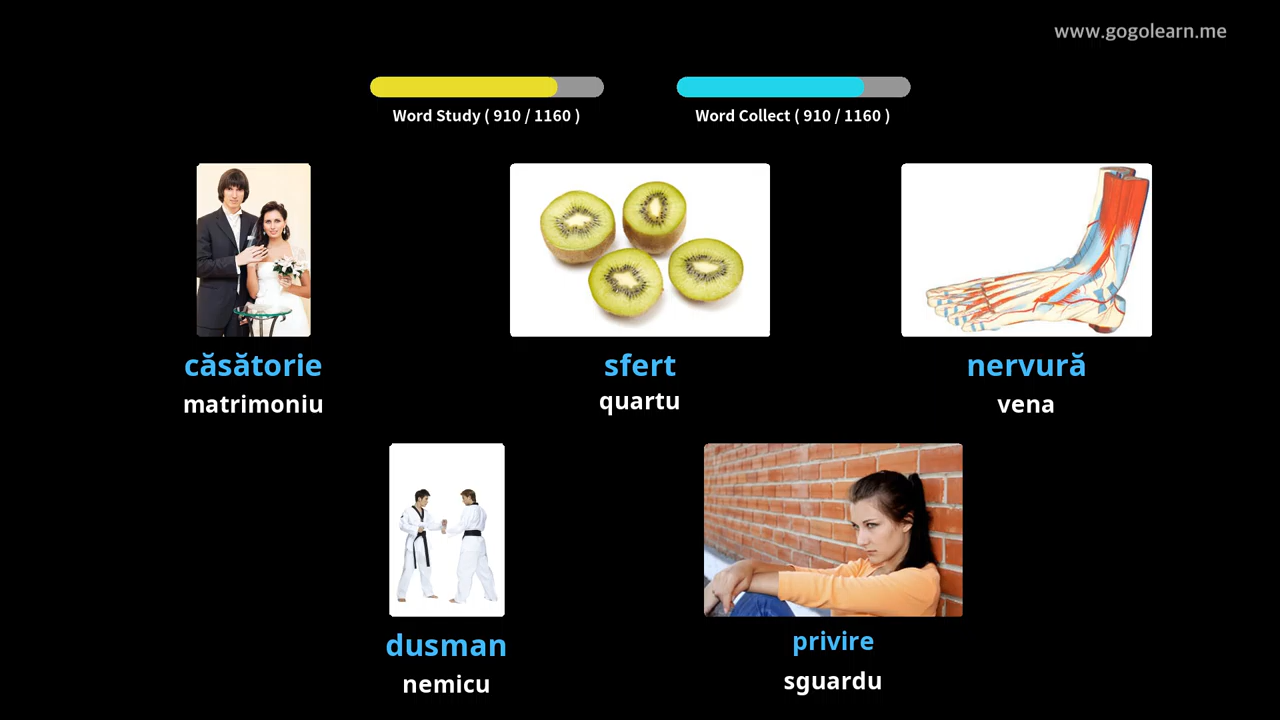 www.gogolearn.me
Word Study ( 910 / 1160 )
Word Collect ( 910 / 1160 )
căsătorie
matrimoniu
sfert
quartu
nervură
vena
dusman
nemicu
privire
sguardu